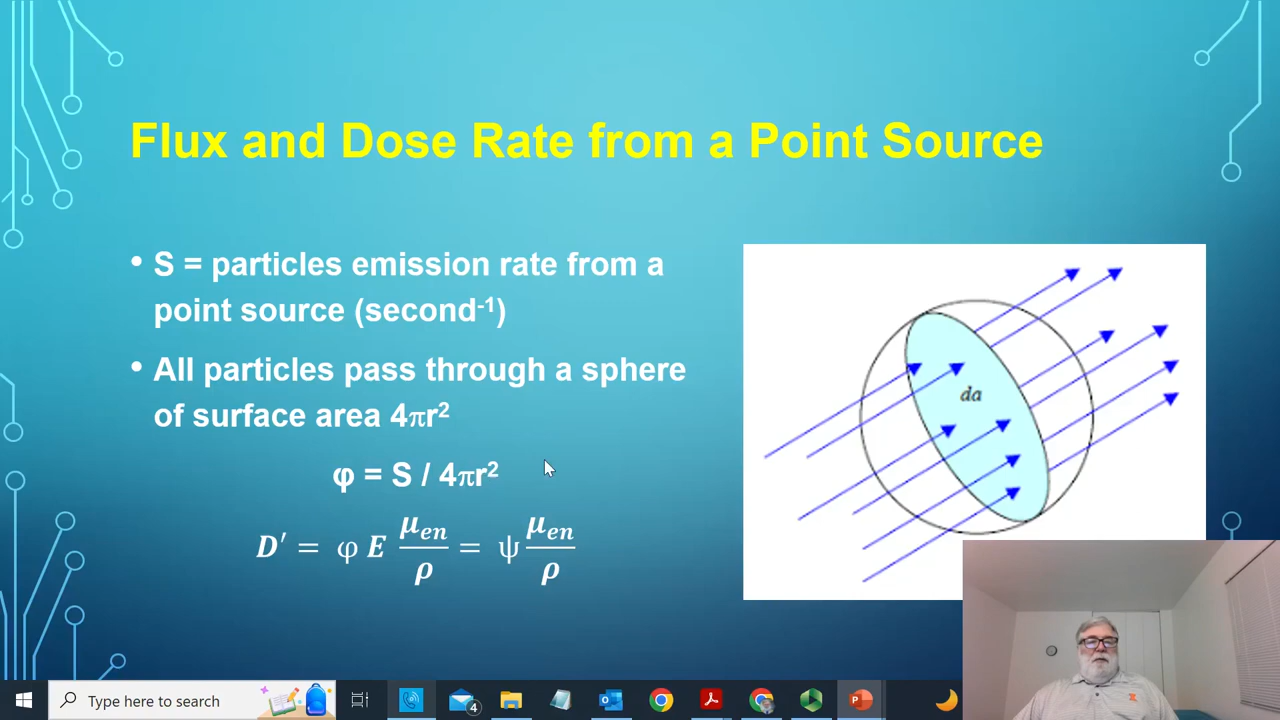 Flux and Dose Rate from a Point Source
• S = particles emission rate from a
point source (second⁻¹)
• All particles pass through a sphere
of surface area 4πr²
φ = S / 4πr²
D′ = φ E μₑₙ/ρ = ψ μₑₙ/ρ
da
Type here to search
4